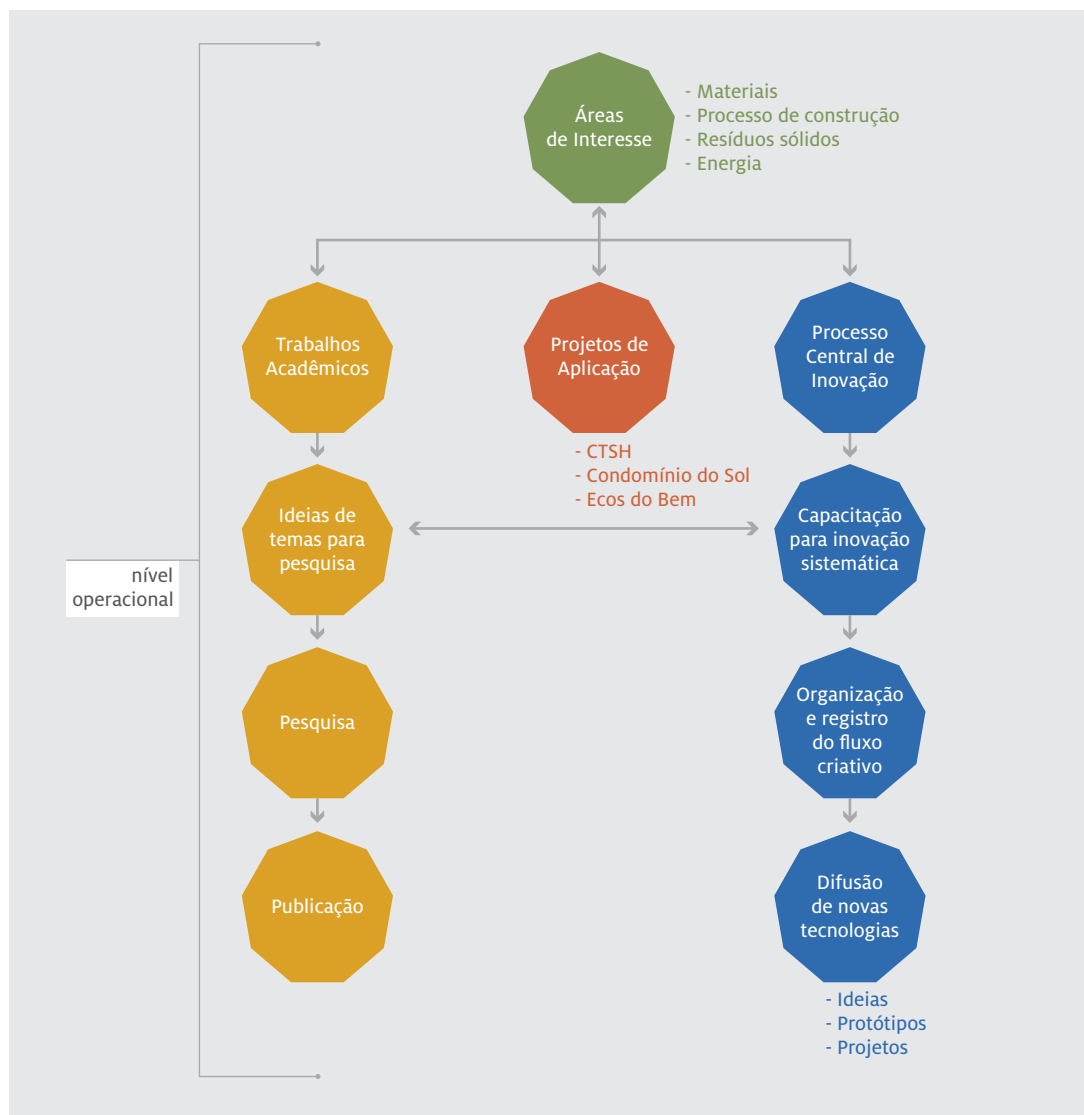 Áreas
de Interesse
- Materiais
- Processo de construção
- Resíduos sólidos
- Energia
Trabalhos
Acadêmicos
Projetos de
Aplicação
Processo
Central de
Inovação
- CTSH
- Condomínio do Sol
- Ecos do Bem
Ideias de
temas para
pesquisa
Capacitação
para inovação
sistemática
nível
operacional
Pesquisa
Organização
e registro
do fluxo
criativo
Publicação
Difusão
de novas
tecnologias
- Ideias
- Protótipos
- Projetos